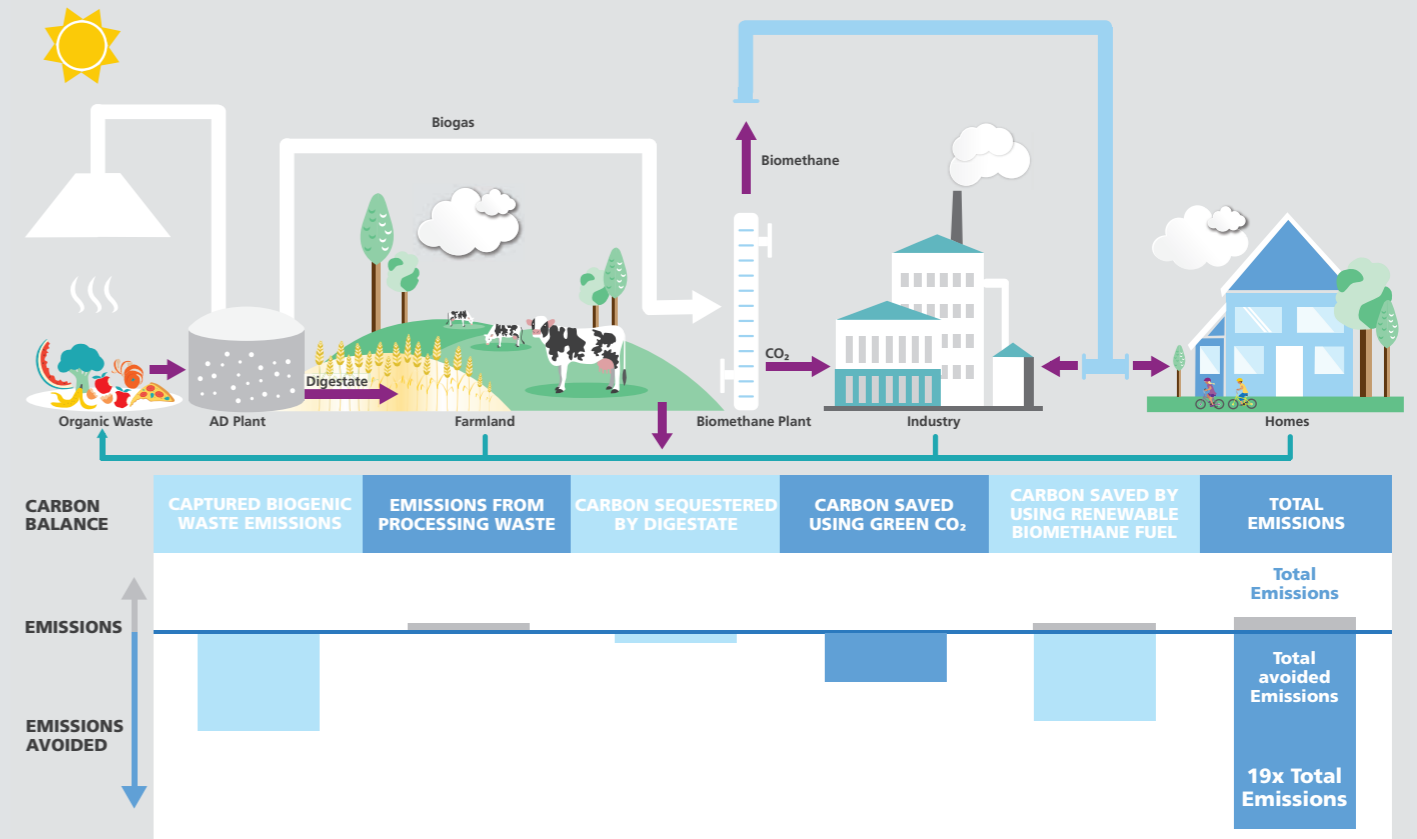 Biogas
Biomethane
CO₂
Digestate
Organic Waste
AD Plant
Farmland
Biomethane Plant
Industry
Homes
CARBON
BALANCE
CAPTURED BIOGENIC
WASTE EMISSIONS
EMISSIONS FROM
PROCESSING WASTE
CARBON SEQUESTERED
BY DIGESTATE
CARBON SAVED
USING GREEN CO₂
CARBON SAVED BY
USING RENEWABLE
BIOMETHANE FUEL
TOTAL
EMISSIONS
Total
Emissions
EMISSIONS
Total
avoided
Emissions
EMISSIONS
AVOIDED
19x Total
Emissions